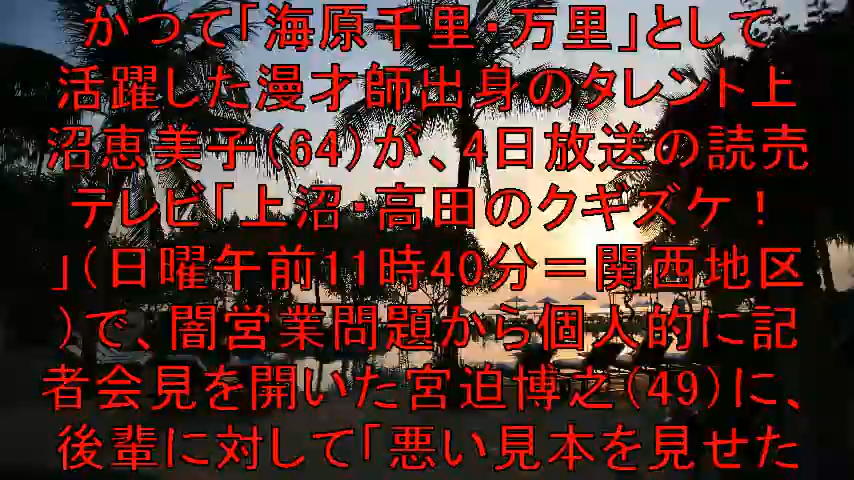 かつて「海原千里・万里」として
活躍した漫才師出身のタレント上
沼恵美子（64）が、4日放送の読売
テレビ「上沼・高田のクギズケ！
」（日曜午前11時40分＝関西地区
）で、闇営業問題から個人的に記
者会見を開いた宮迫博之（49）に、
後輩に対して「悪い見本を見せた